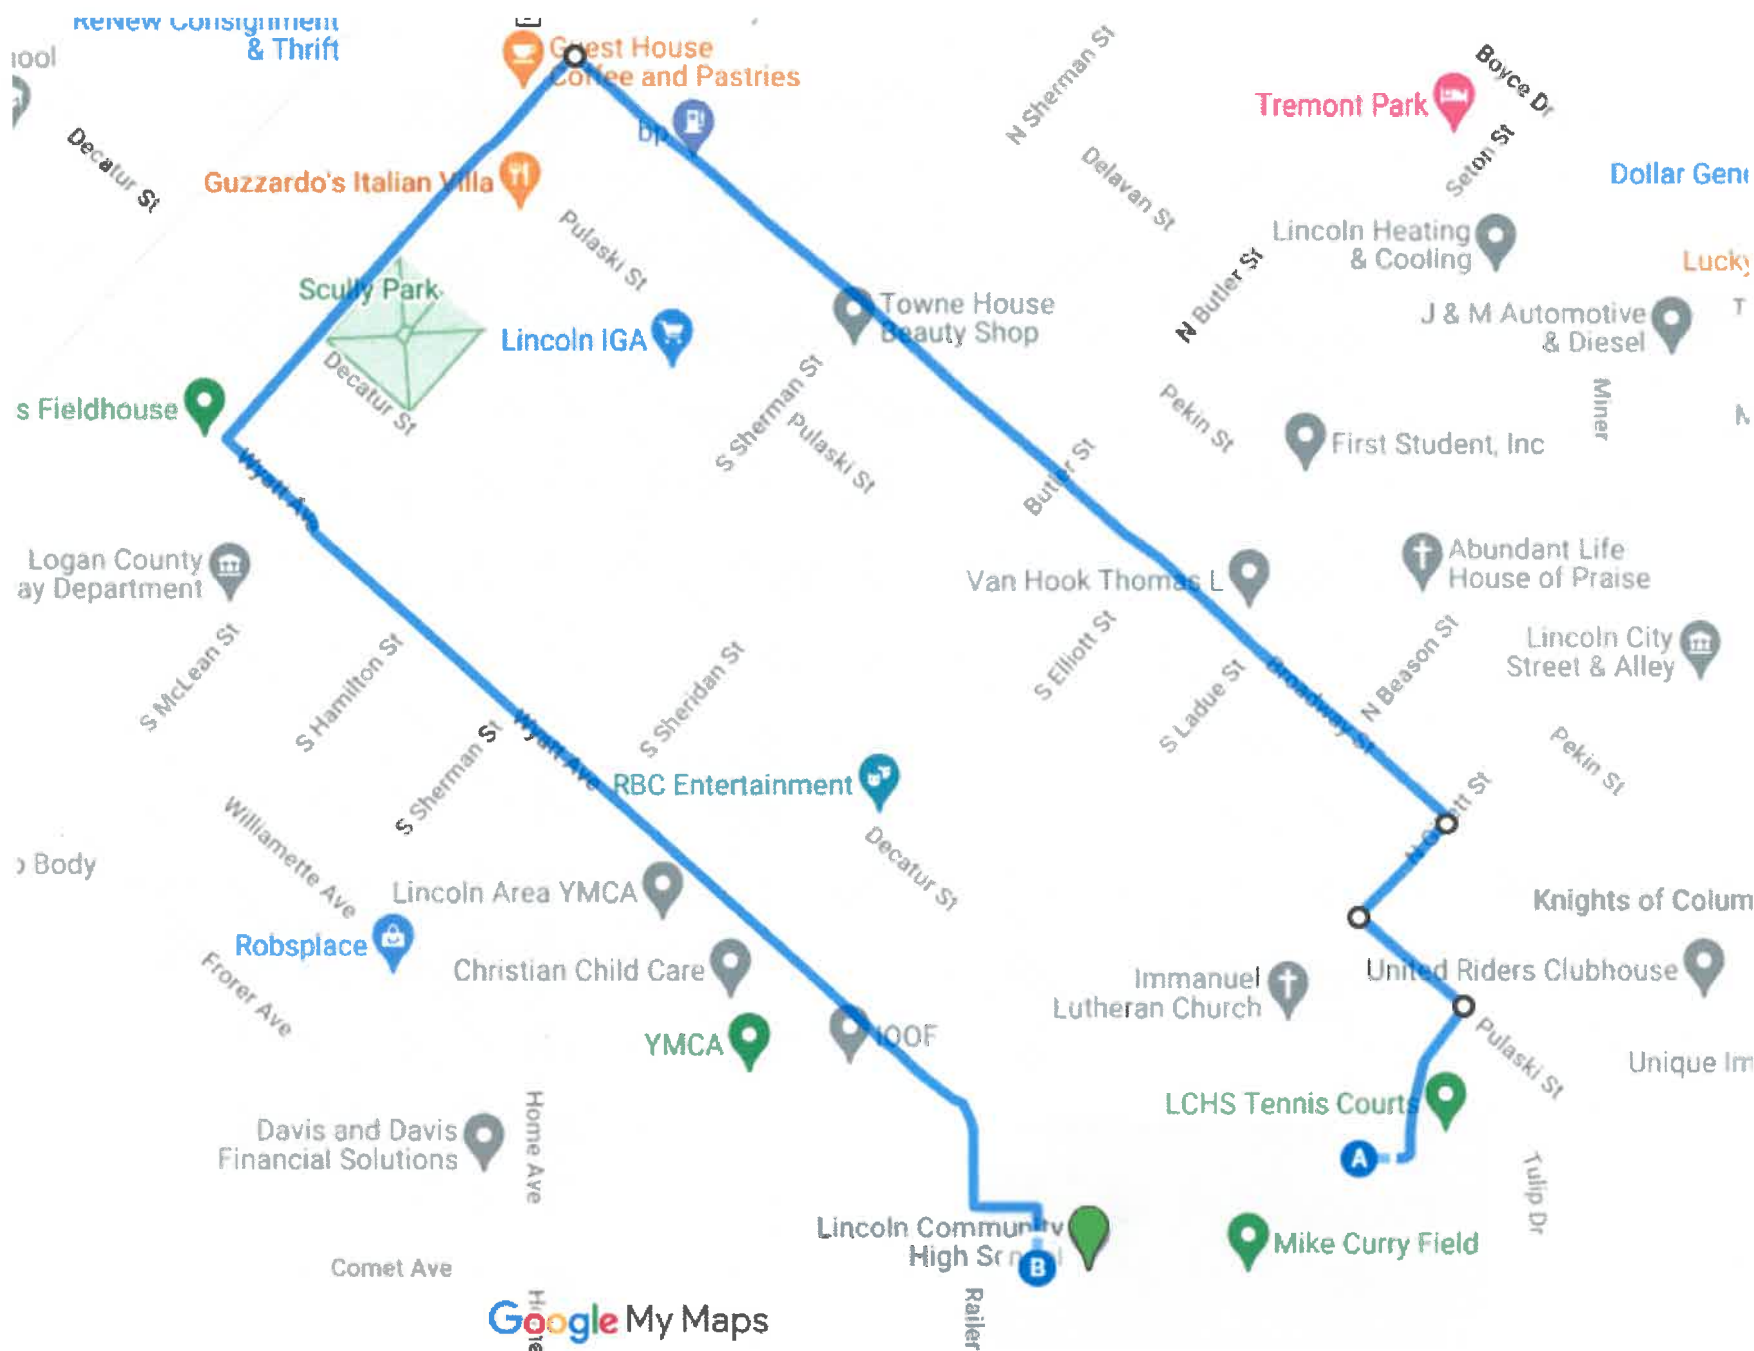 ReNew Consignment
& Thrift
Guest House
Coffee and Pastries
bp
N Sherman St
Boyce Dr
Tremont Park
Seton St
Decatur St
Delavan St
Dollar Gen
Guzzardo's Italian Villa
Pulaski St
Lincoln Heating
& Cooling
N Butler St
Lucky
Scully Park
Towne House
Beauty Shop
J & M Automotive
& Diesel
Lincoln IGA
Decatur St
S Sherman St
Pekin St
Miner
s Fieldhouse
Pulaski St
First Student, Inc
Butler St
Wyatt Ave
Logan County
ay Department
Van Hook Thomas L
Abundant Life
House of Praise
S McLean St
S Hamilton St
S Sheridan St
S Elliott St
S Ladue St
Broadway St
N Beason St
Lincoln City
Street & Alley
S Sherman St
Wyatt Ave
RBC Entertainment
Pekin St
Williamette Ave
Decatur St
Body
Lincoln Area YMCA
Knights of Colum
Robsplace
Christian Child Care
Immanuel
Lutheran Church
United Riders Clubhouse
Frorer Ave
YMCA
IOOF
Pulaski St
Unique Im
LCHS Tennis Courts
Davis and Davis
Financial Solutions
Home Ave
A
Tulip Dr
Lincoln Community
High
B
Mike Curry Field
Comet Ave
Railer
Google My Maps